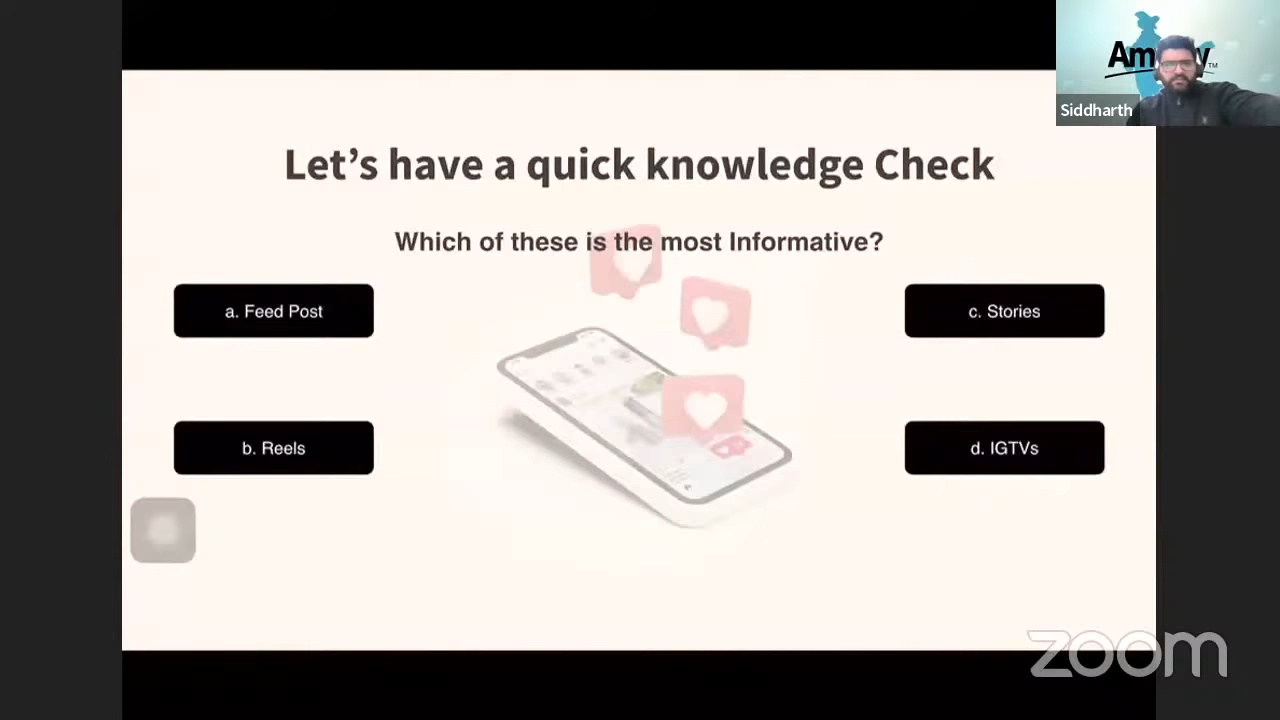 Siddharth
Let's have a quick knowledge Check
Which of these is the most Informative?
a. Feed Post
c. Stories
b. Reels
d. IGTVs
zoom